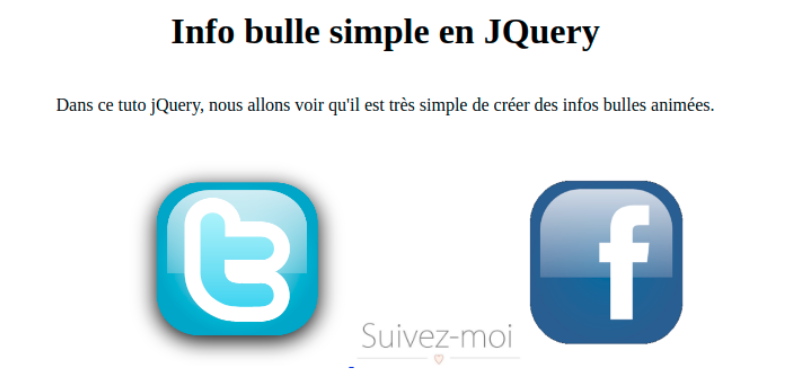 Info bulle simple en JQuery
Dans ce tuto jQuery, nous allons voir qu'il est très simple de créer des infos bulles animées.
t
f
Suivez-moi